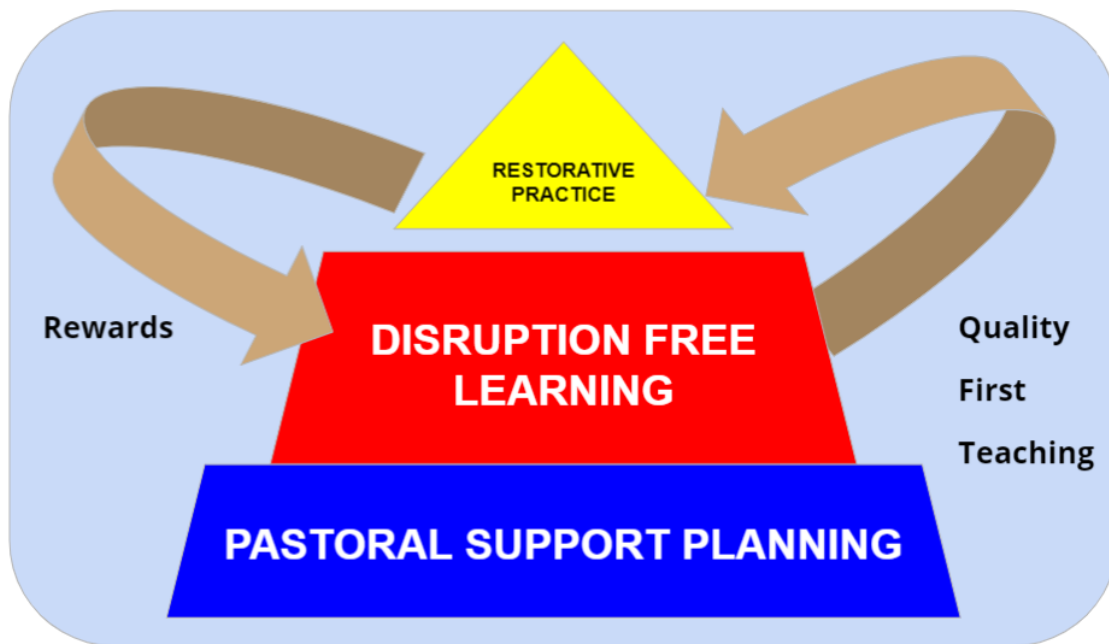 RESTORATIVE
PRACTICE
Rewards
DISRUPTION FREE
LEARNING
Quality
First
Teaching
PASTORAL SUPPORT PLANNING